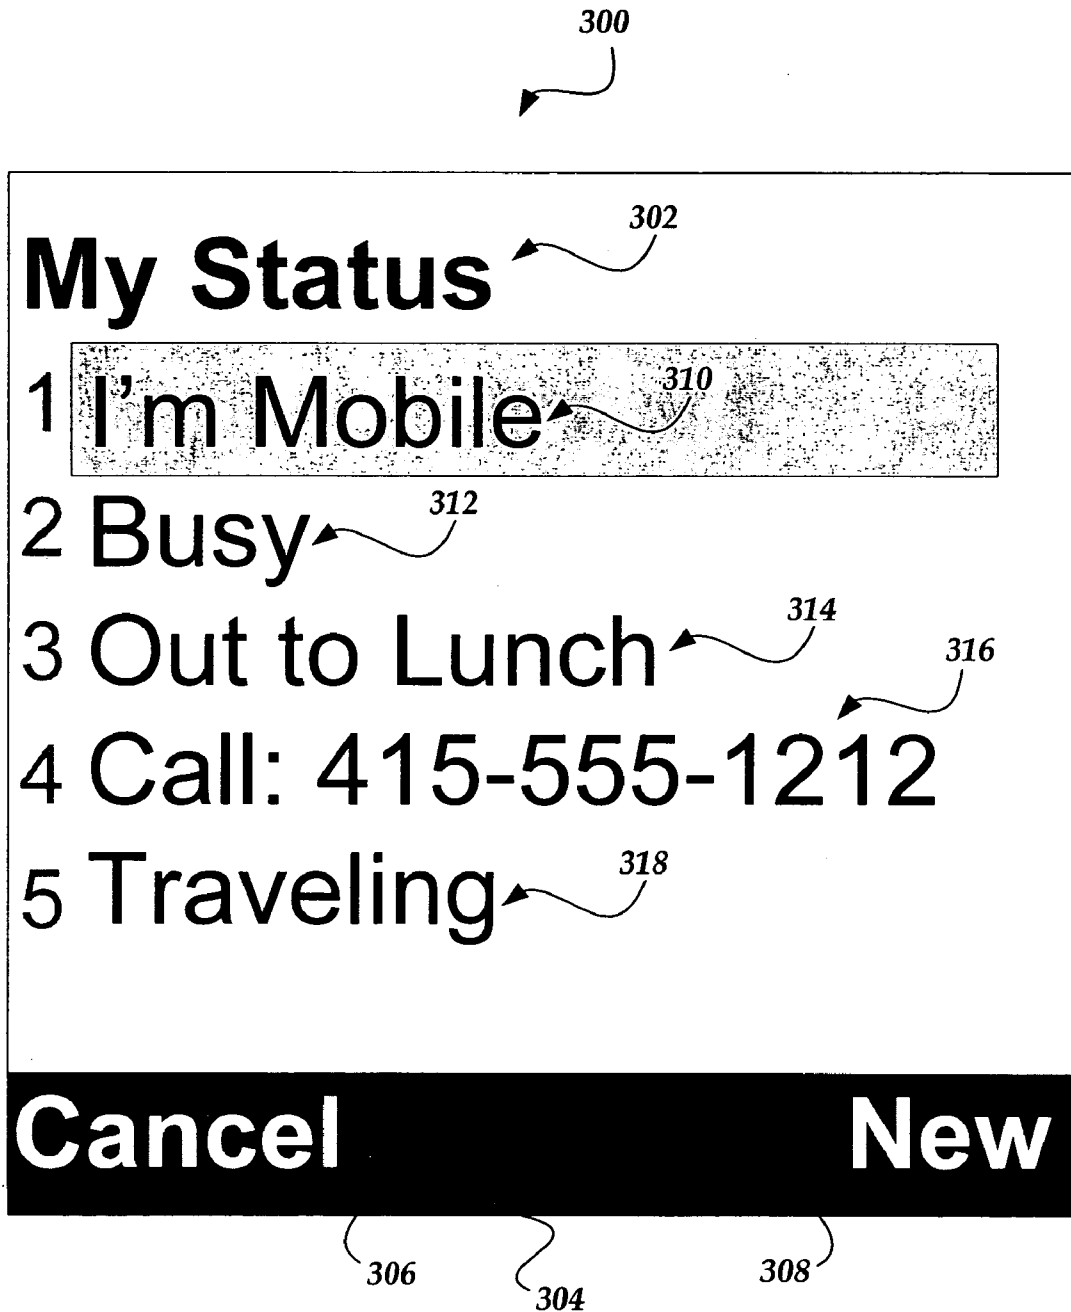 300
302
My Status
1 I'm Mobile 310
2 Busy 312
3 Out to Lunch 314
316
4 Call: 415-555-1212
5 Traveling 318
Cancel New
306 304 308